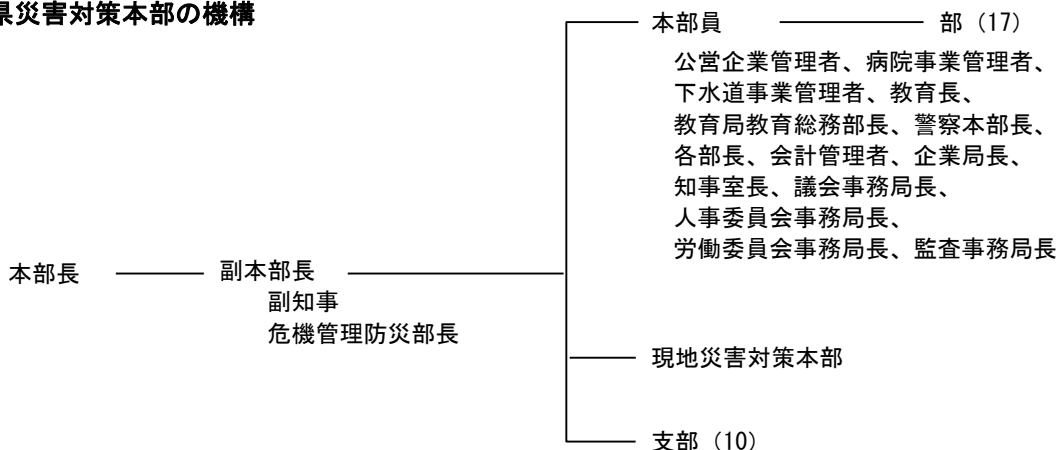 県災害対策本部の機構
本部員 部（17）
公営企業管理者、病院事業管理者、
下水道事業管理者、教育長、
教育局教育総務部長、警察本部長、
各部長、会計管理者、企業局長、
知事室長、議会事務局長、
人事委員会事務局長、
労働委員会事務局長、監査事務局長
本部長 副本部長
副知事
危機管理防災部長
現地災害対策本部
支部（10）